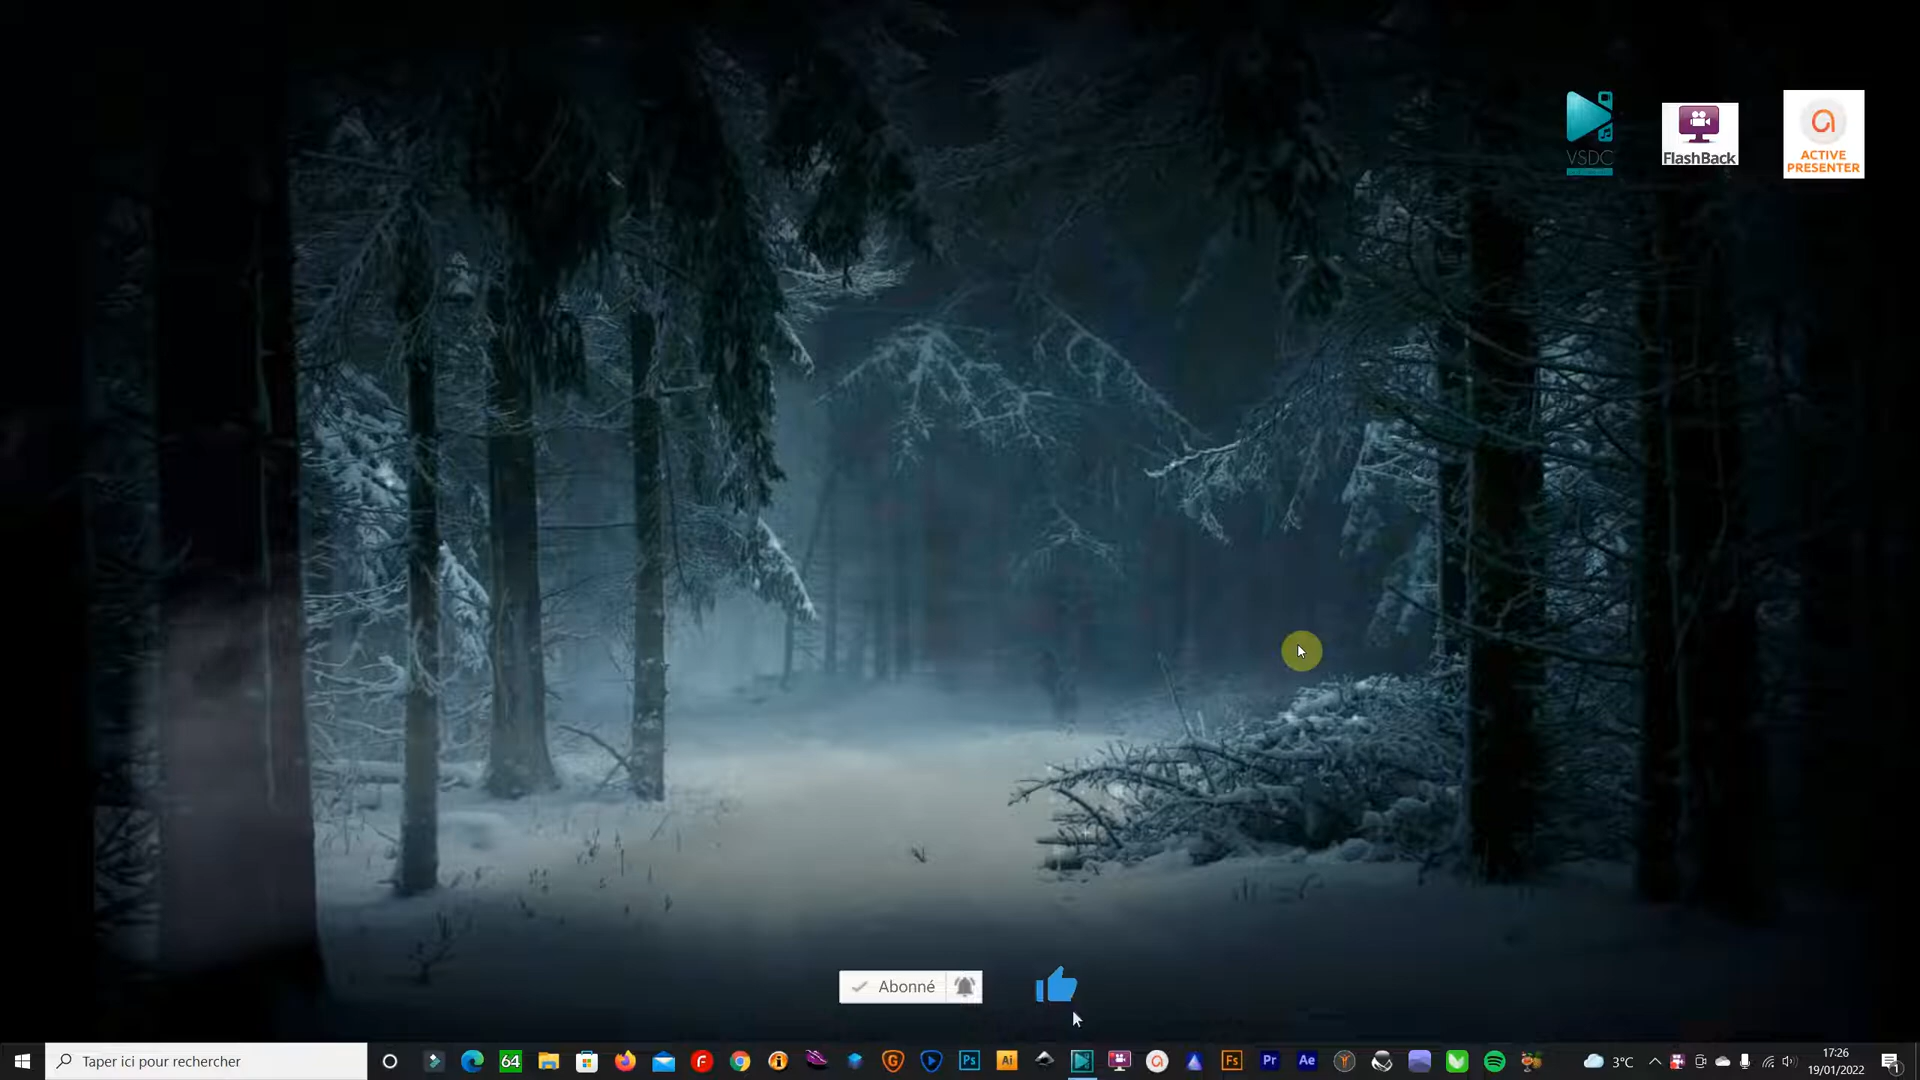 VSDC
FlashBack
ACTIVE
PRESENTER
Abonné
Taper ici pour rechercher
64
Ps
Ai
Fs
Pr
Ae
3°C
17:26
19/01/2022
1